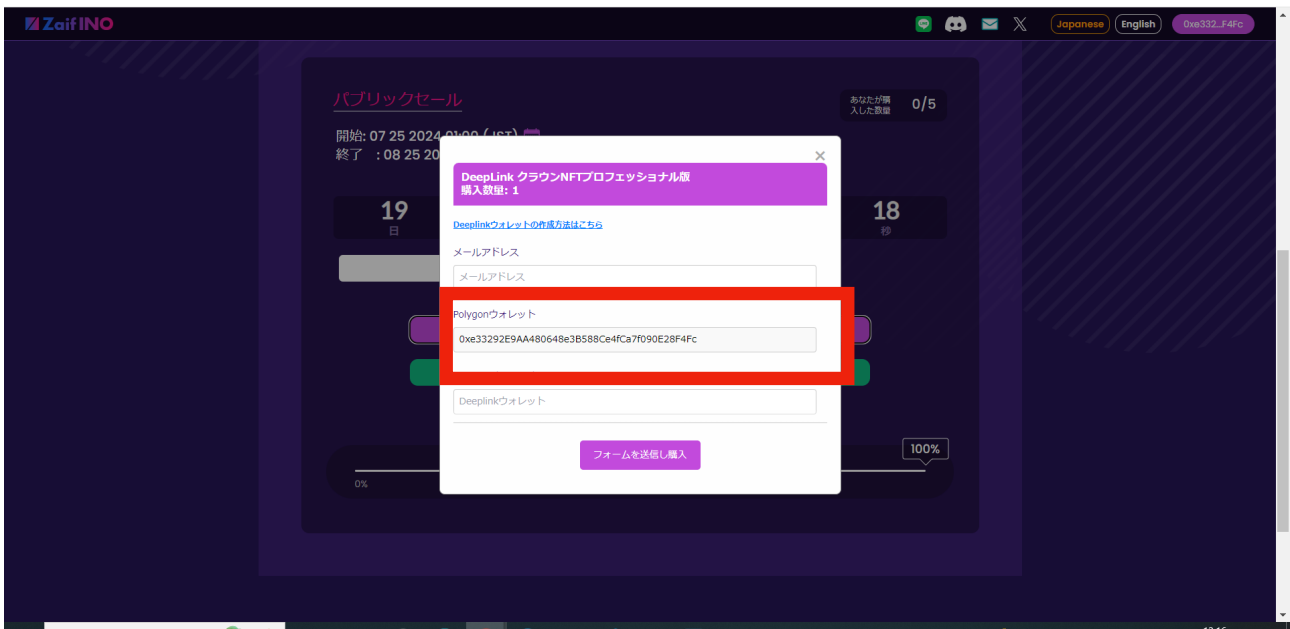 Zaif INO
Japanese English 0xe332...F4Fc
パブリックセール
あなたが購
入した数量 0/5
開始: 07 25 2024 01:00 (JST)
終了 : 08 25 20
DeepLink クラウンNFTプロフェッショナル版
購入数量: 1
Deeplinkウォレットの作成方法はこちら
19
日
18
秒
メールアドレス
メールアドレス
Polygonウォレット
0xe33292E9AA480648e3B588Ce4fCa7f090E28F4Fc
Deeplinkウォレット
フォームを送信し購入
100%
0%